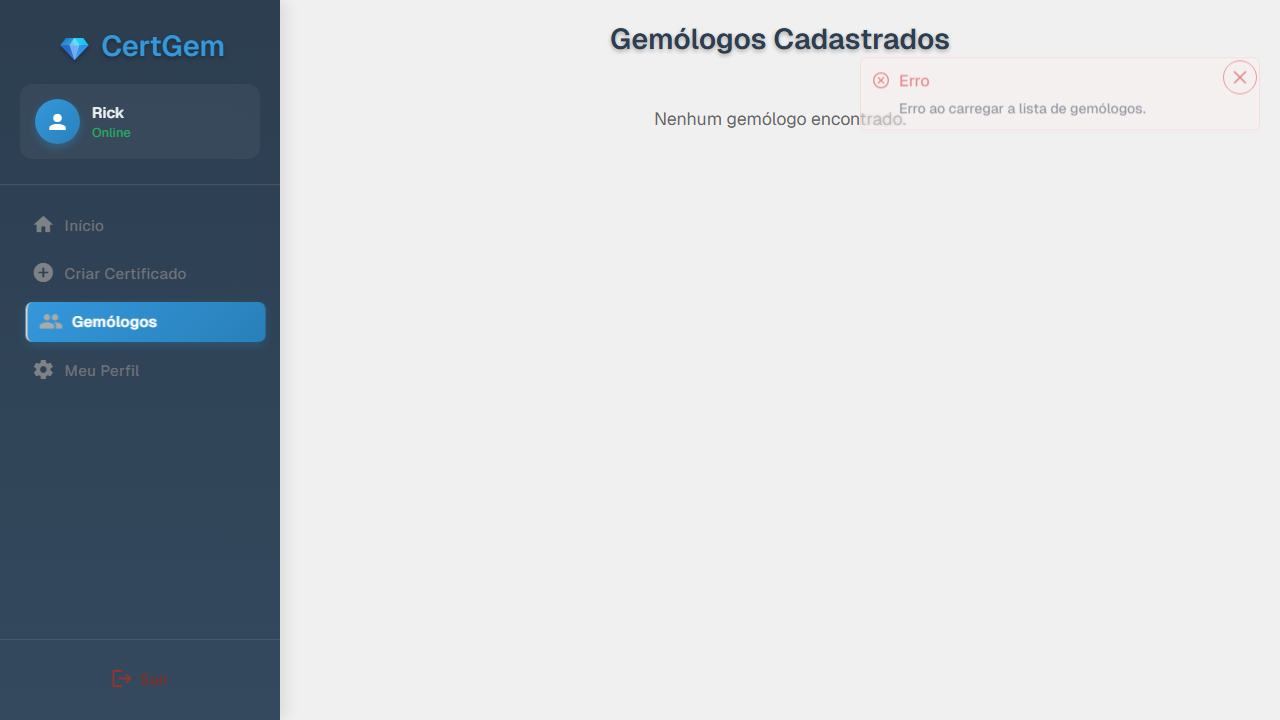 CertGem
Rick
Online
Início
Criar Certificado
Gemólogos
Meu Perfil
Sair
Gemólogos Cadastrados
Nenhum gemólogo encontrado.
Erro
Erro ao carregar a lista de gemólogos.